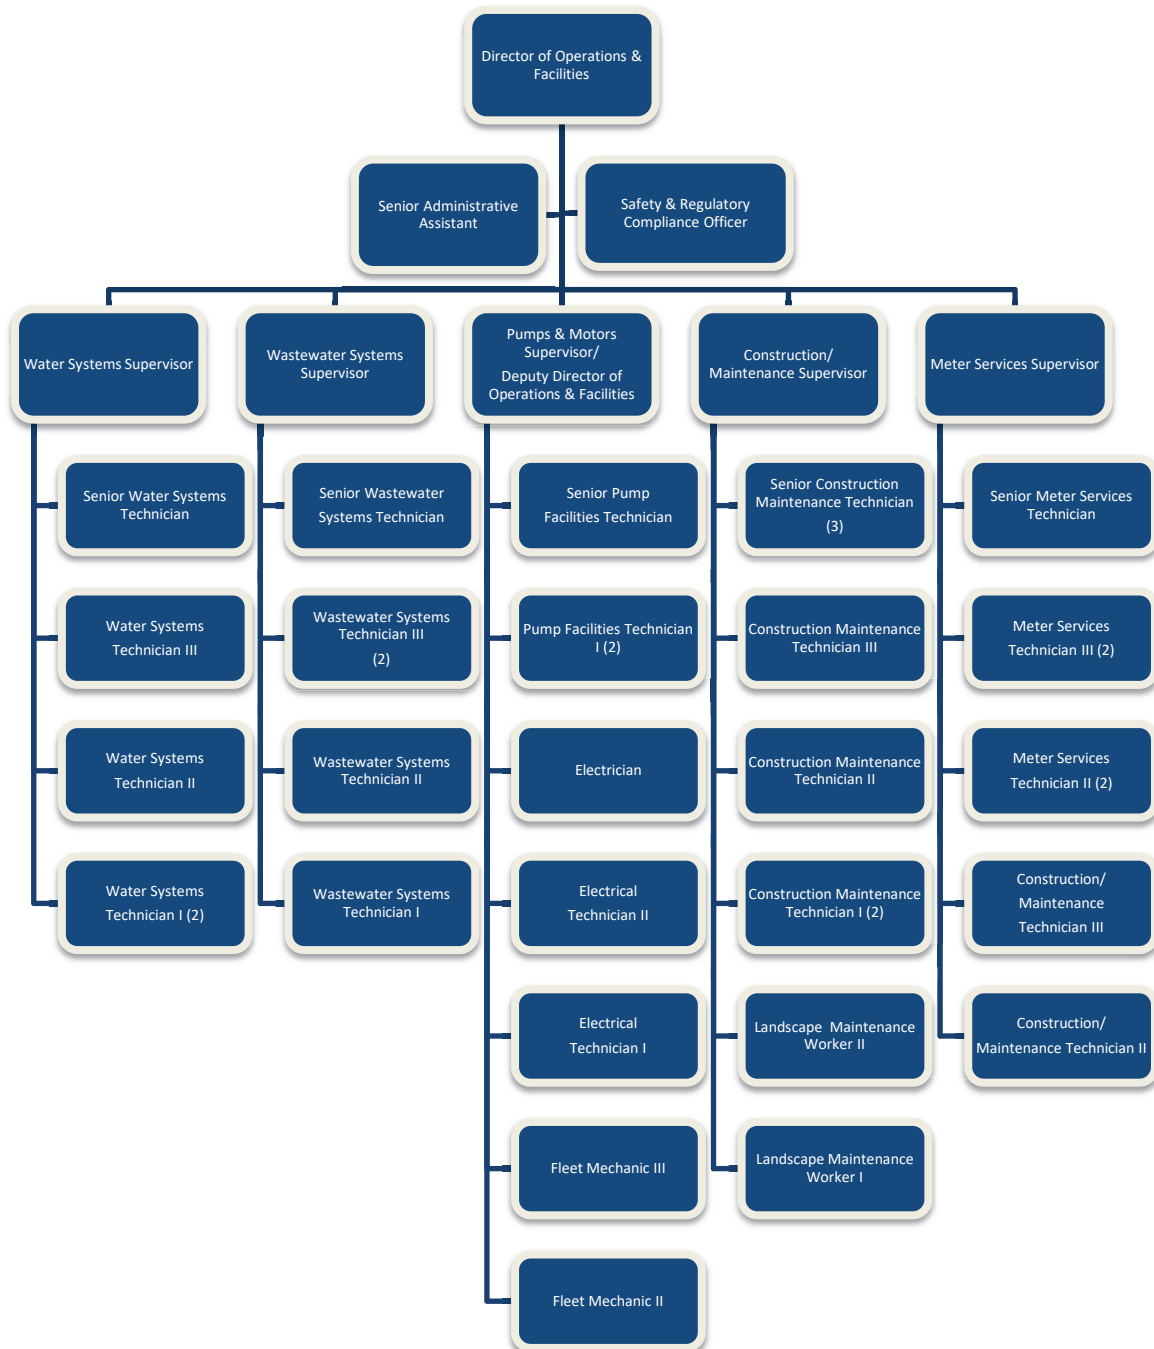 Director of Operations &
Facilities
Senior Administrative
Assistant
Safety & Regulatory
Compliance Officer
Water Systems Supervisor
Wastewater Systems
Supervisor
Pumps & Motors
Supervisor/
Deputy Director of
Operations & Facilities
Construction/
Maintenance Supervisor
Meter Services Supervisor
Senior Water Systems
Technician
Senior Wastewater
Systems Technician
Senior Pump
Facilities Technician
Senior Construction
Maintenance Technician
(3)
Senior Meter Services
Technician
Water Systems
Technician III
Wastewater Systems
Technician III
(2)
Pump Facilities Technician
I (2)
Construction Maintenance
Technician III
Meter Services
Technician III (2)
Water Systems
Technician II
Wastewater Systems
Technician II
Electrician
Construction Maintenance
Technician II
Meter Services
Technician II (2)
Water Systems
Technician I (2)
Wastewater Systems
Technician I
Electrical
Technician II
Construction Maintenance
Technician I (2)
Construction/
Maintenance
Technician III
Electrical
Technician I
Landscape Maintenance
Worker II
Construction/
Maintenance Technician II
Fleet Mechanic III
Landscape Maintenance
Worker I
Fleet Mechanic II